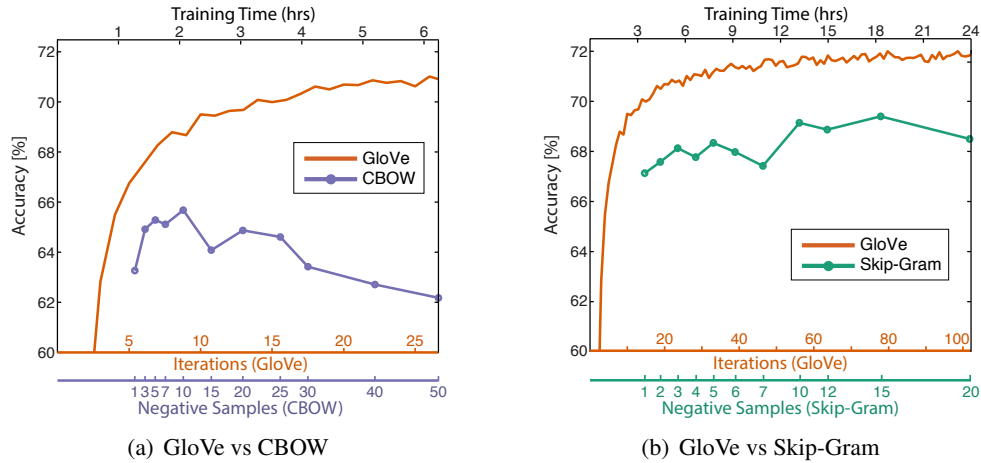 Training Time (hrs)
1 2 3 4 5 6
72
70
68
66
64
62
60
Accuracy [%]
GloVe
CBOW
5 10 15 20 25
Iterations (GloVe)
1 3 5 7 10 15 20 25 30 40 50
Negative Samples (CBOW)
(a) GloVe vs CBOW
Training Time (hrs)
3 6 9 12 15 18 21 24
72
70
68
66
64
62
60
Accuracy [%]
GloVe
Skip-Gram
20 40 60 80 100
Iterations (GloVe)
1 2 3 4 5 6 7 10 12 15 20
Negative Samples (Skip-Gram)
(b) GloVe vs Skip-Gram